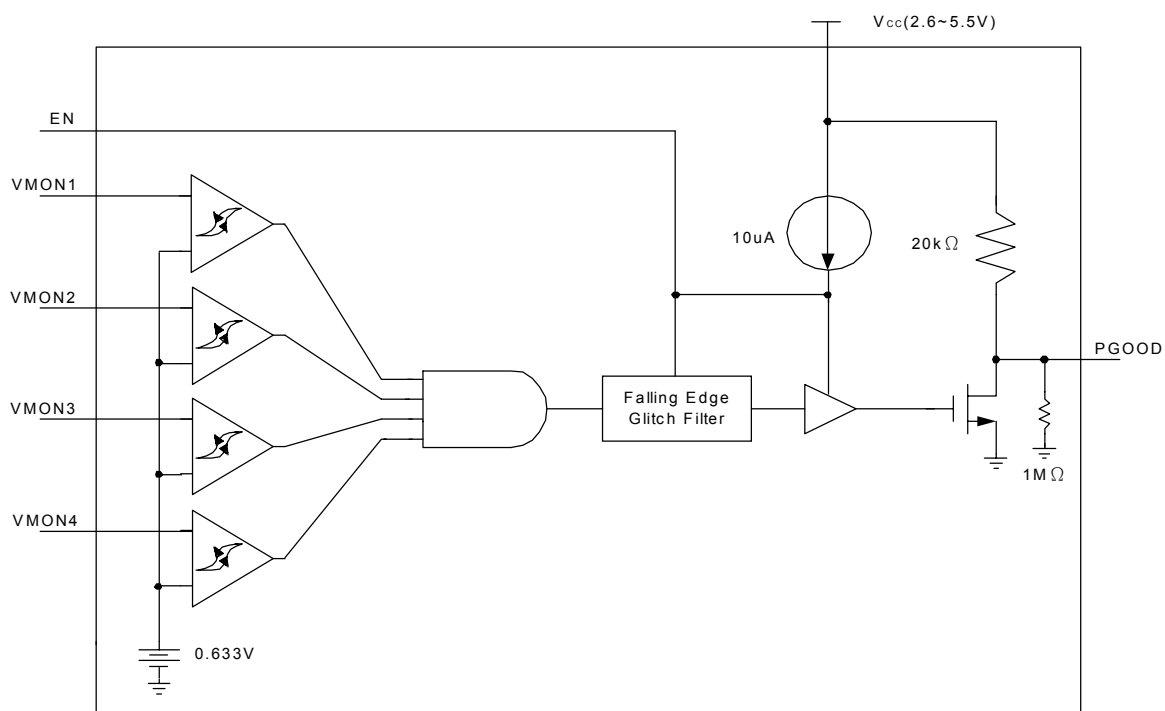 Vcc(2.6~5.5V)
EN
VMON1
10uA
20kΩ
VMON2
PGOOD
Falling Edge
Glitch Filter
VMON3
1MΩ
VMON4
0.633V